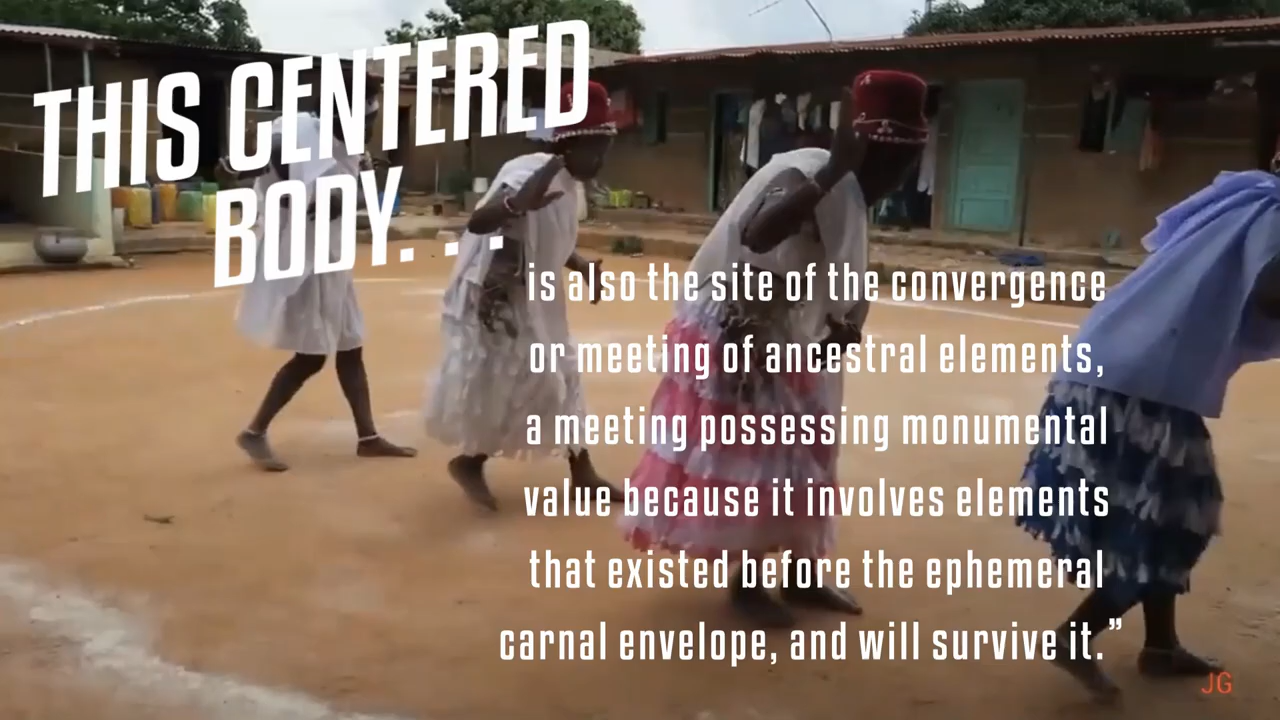 THIS CENTERED
BODY. . .
is also the site of the convergence
or meeting of ancestral elements,
a meeting possessing monumental
value because it involves elements
that existed before the ephemeral
carnal envelope, and will survive it.”
JG